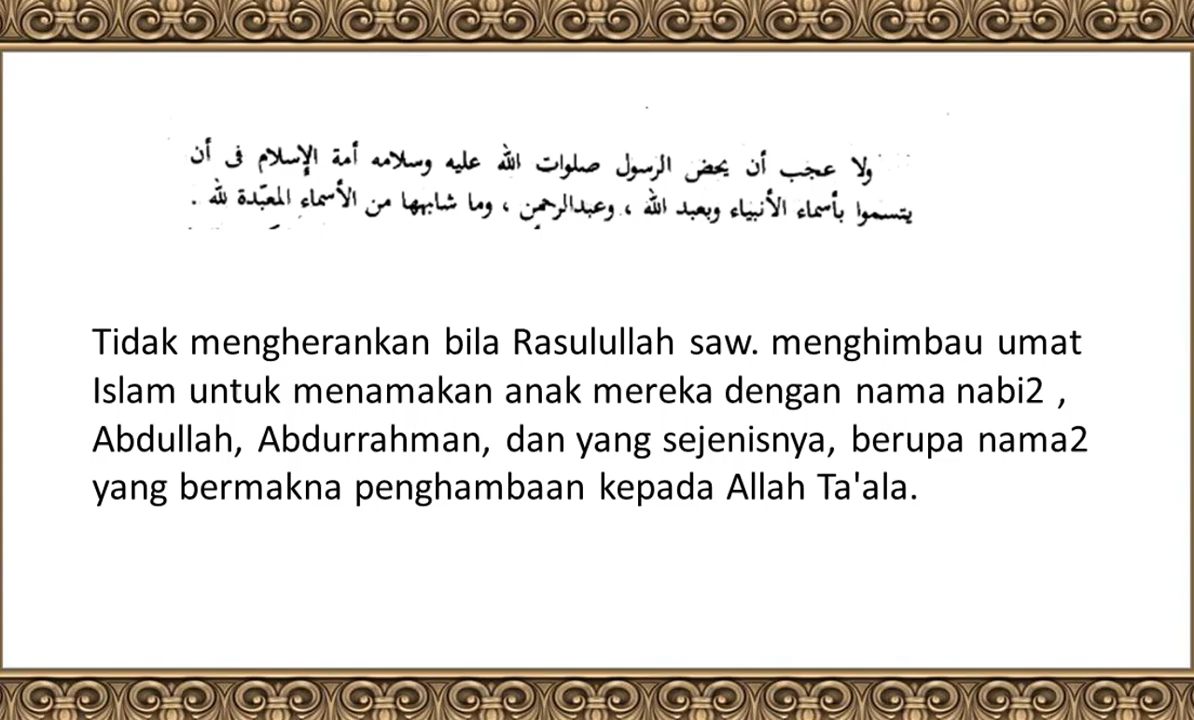 ولا عجب أن يحض الرسول صلوات الله عليه وسلامه أمة الإسلام فى أن
يتسموا بأسماء الأنبياء وبعبد الله ، وعبدالرحمن ، وما شابهها من الأسماء المعبّدة لله .
Tidak mengherankan bila Rasulullah saw. menghimbau umat
Islam untuk menamakan anak mereka dengan nama nabi2 ,
Abdullah, Abdurrahman, dan yang sejenisnya, berupa nama2
yang bermakna penghambaan kepada Allah Ta'ala.